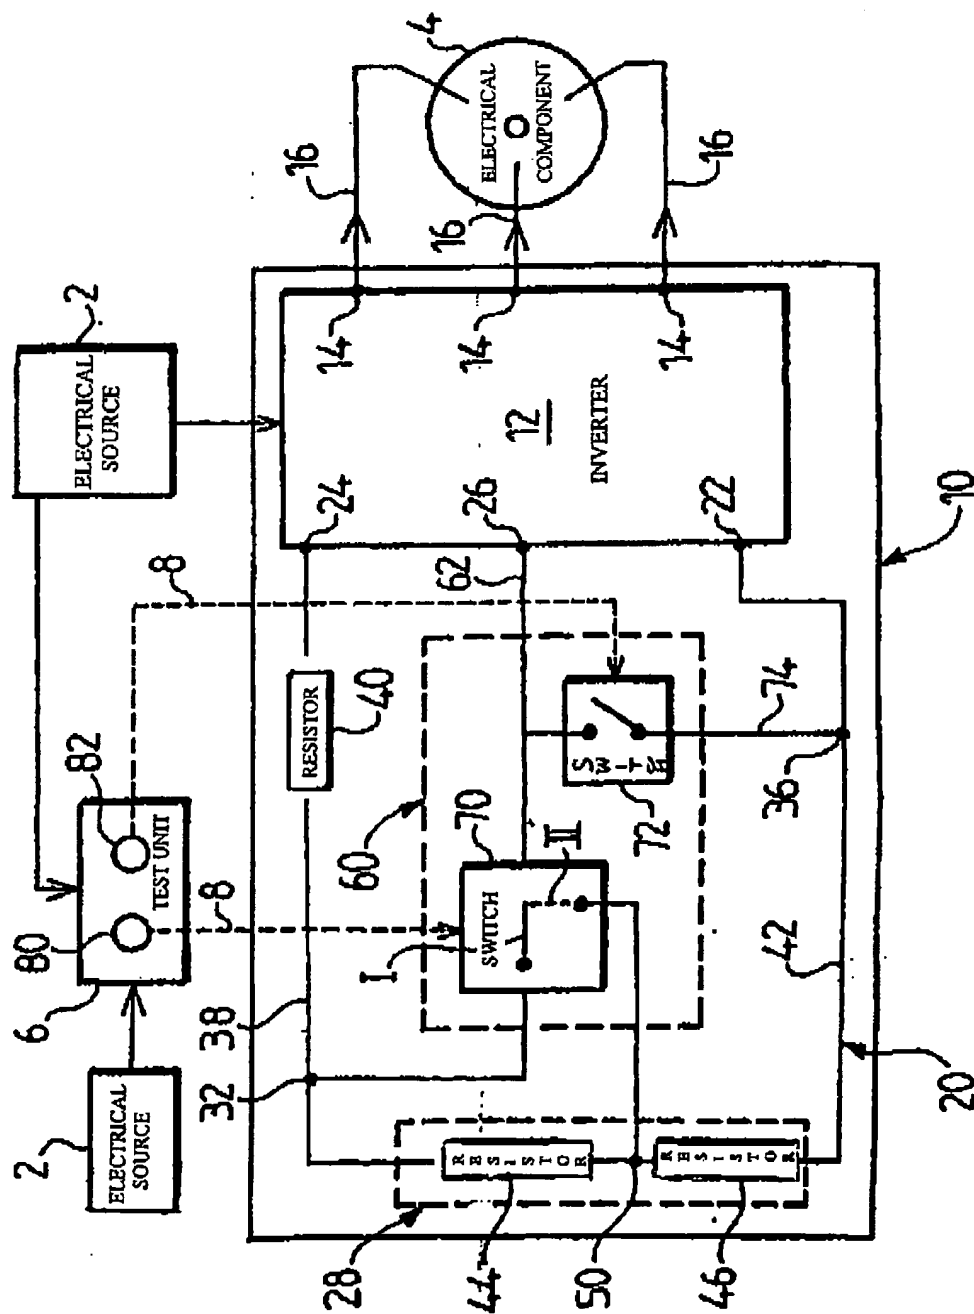 2
ELECTRICAL
SOURCE
6
80
82
TEST UNIT
2
ELECTRICAL
SOURCE
8
8
4
ELECTRICAL
COMPONENT
16
16
16
32
38
RESISTOR
40
24
14
14
14
12
INVERTER
26
22
62
60
70
SWITCH
I
II
SWITCH
72
74
36
28
RESISTOR
44
50
RESISTOR
46
42
20
10